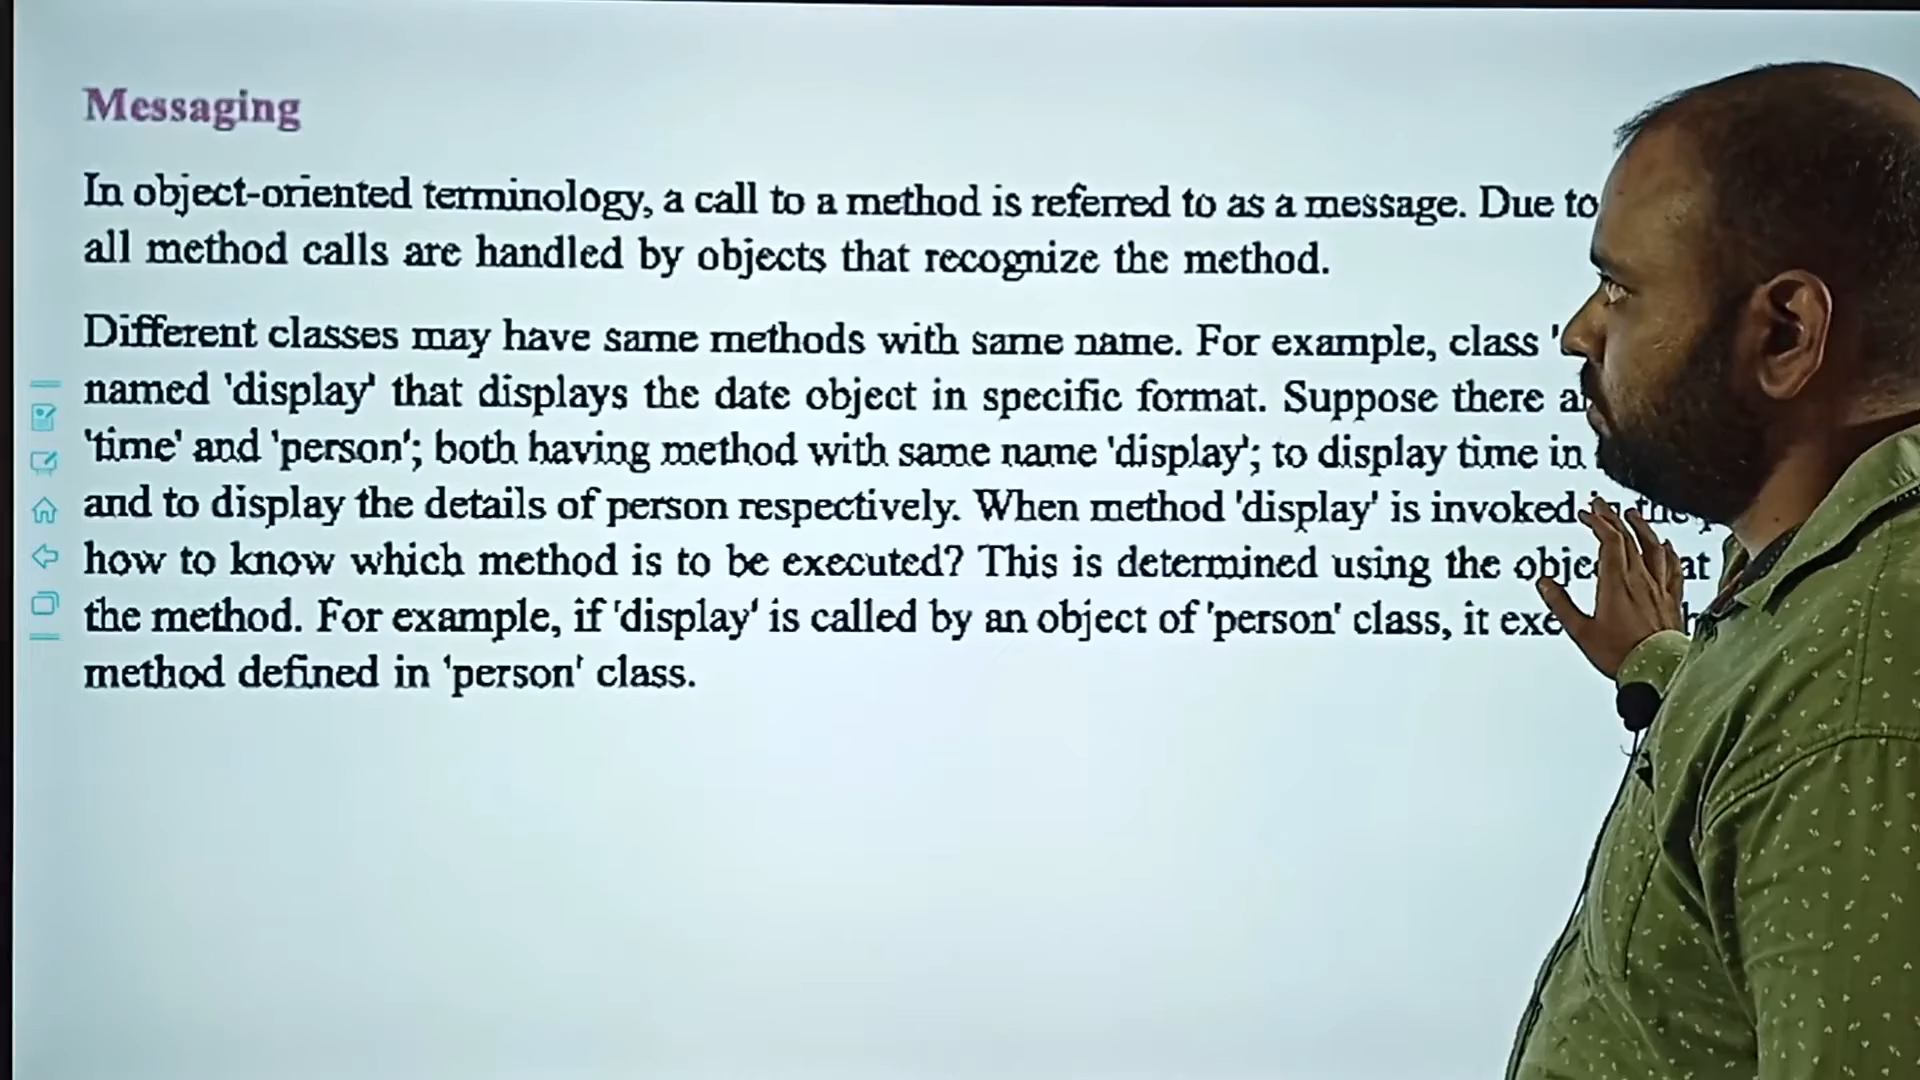 Messaging
In object-oriented terminology, a call to a method is referred to as a message. Due to
all method calls are handled by objects that recognize the method.
Different classes may have same methods with same name. For example, class
named 'display' that displays the date object in specific format. Suppose there
'time' and 'person'; both having method with same name 'display'; to display time in
and to display the details of person respectively. When method 'display' is invoked in the
how to know which method is to be executed? This is determined using the
the method. For example, if 'display' is called by an object of 'person' class, it
method defined in 'person' class.